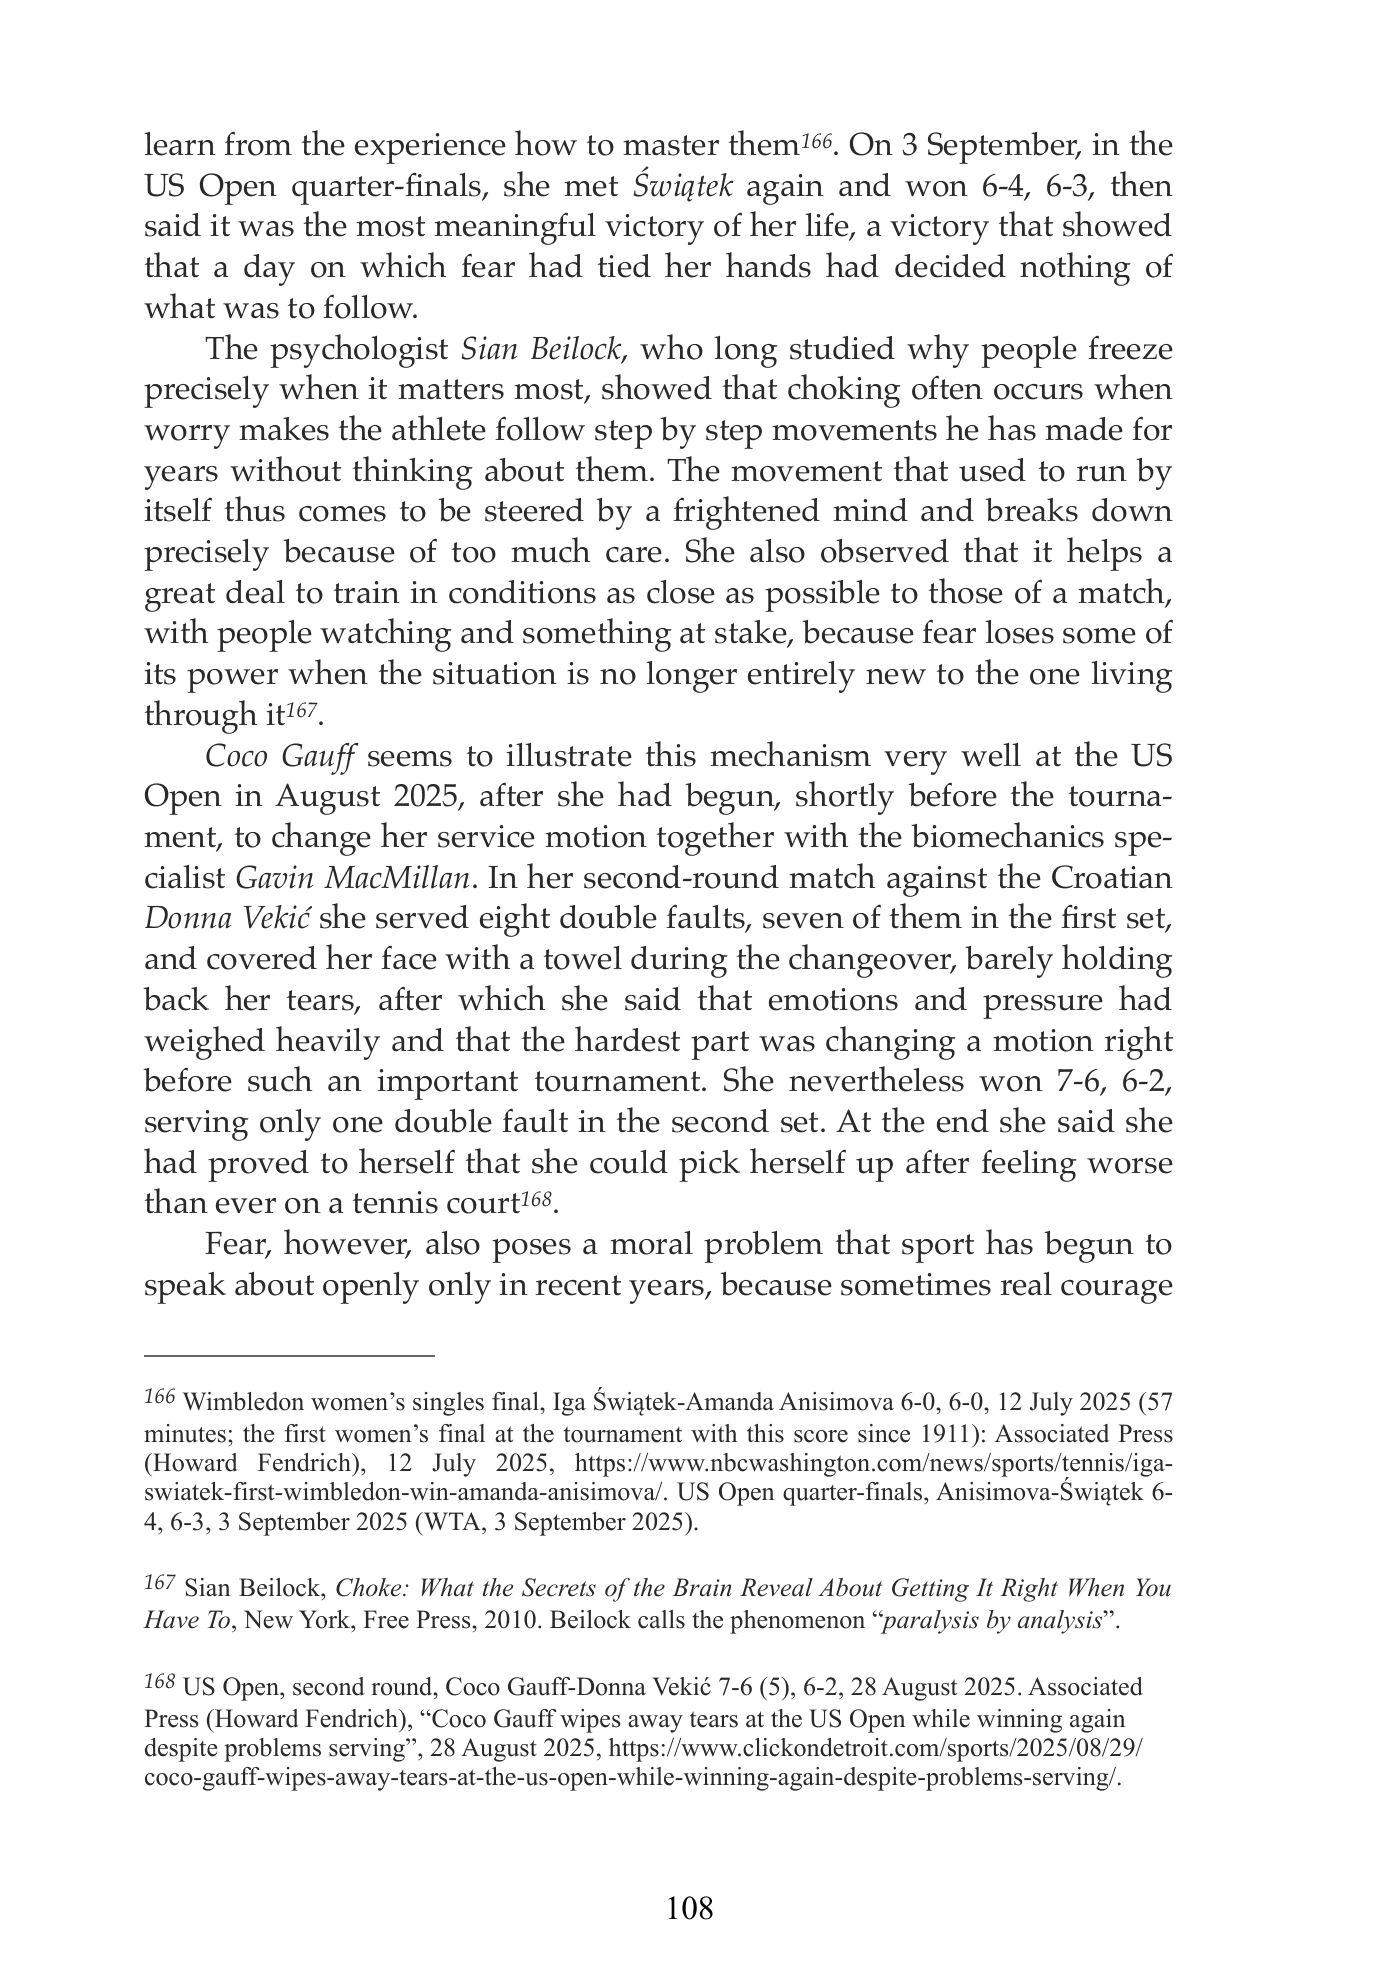 learn from the experience how to master them166. On 3 September, in the
US Open quarter-finals, she met Świątek again and won 6-4, 6-3, then
said it was the most meaningful victory of her life, a victory that showed
that a day on which fear had tied her hands had decided nothing of
what was to follow.
The psychologist Sian Beilock, who long studied why people freeze
precisely when it matters most, showed that choking often occurs when
worry makes the athlete follow step by step movements he has made for
years without thinking about them. The movement that used to run by
itself thus comes to be steered by a frightened mind and breaks down
precisely because of too much care. She also observed that it helps a
great deal to train in conditions as close as possible to those of a match,
with people watching and something at stake, because fear loses some of
its power when the situation is no longer entirely new to the one living
through it167.
Coco Gauff seems to illustrate this mechanism very well at the US
Open in August 2025, after she had begun, shortly before the tourna-
ment, to change her service motion together with the biomechanics spe-
cialist Gavin MacMillan. In her second-round match against the Croatian
Donna Vekić she served eight double faults, seven of them in the first set,
and covered her face with a towel during the changeover, barely holding
back her tears, after which she said that emotions and pressure had
weighed heavily and that the hardest part was changing a motion right
before such an important tournament. She nevertheless won 7-6, 6-2,
serving only one double fault in the second set. At the end she said she
had proved to herself that she could pick herself up after feeling worse
than ever on a tennis court168.
Fear, however, also poses a moral problem that sport has begun to
speak about openly only in recent years, because sometimes real courage
166 Wimbledon women’s singles final, Iga Świątek-Amanda Anisimova 6-0, 6-0, 12 July 2025 (57
minutes; the first women’s final at the tournament with this score since 1911): Associated Press
(Howard Fendrich), 12 July 2025, https://www.nbcwashington.com/news/sports/tennis/iga-
swiatek-first-wimbledon-win-amanda-anisimova/. US Open quarter-finals, Anisimova-Świątek 6-
4, 6-3, 3 September 2025 (WTA, 3 September 2025).
167 Sian Beilock, Choke: What the Secrets of the Brain Reveal About Getting It Right When You
Have To, New York, Free Press, 2010. Beilock calls the phenomenon “paralysis by analysis”.
168 US Open, second round, Coco Gauff-Donna Vekić 7-6 (5), 6-2, 28 August 2025. Associated
Press (Howard Fendrich), “Coco Gauff wipes away tears at the US Open while winning again
despite problems serving”, 28 August 2025, https://www.clickondetroit.com/sports/2025/08/29/
coco-gauff-wipes-away-tears-at-the-us-open-while-winning-again-despite-problems-serving/.
108